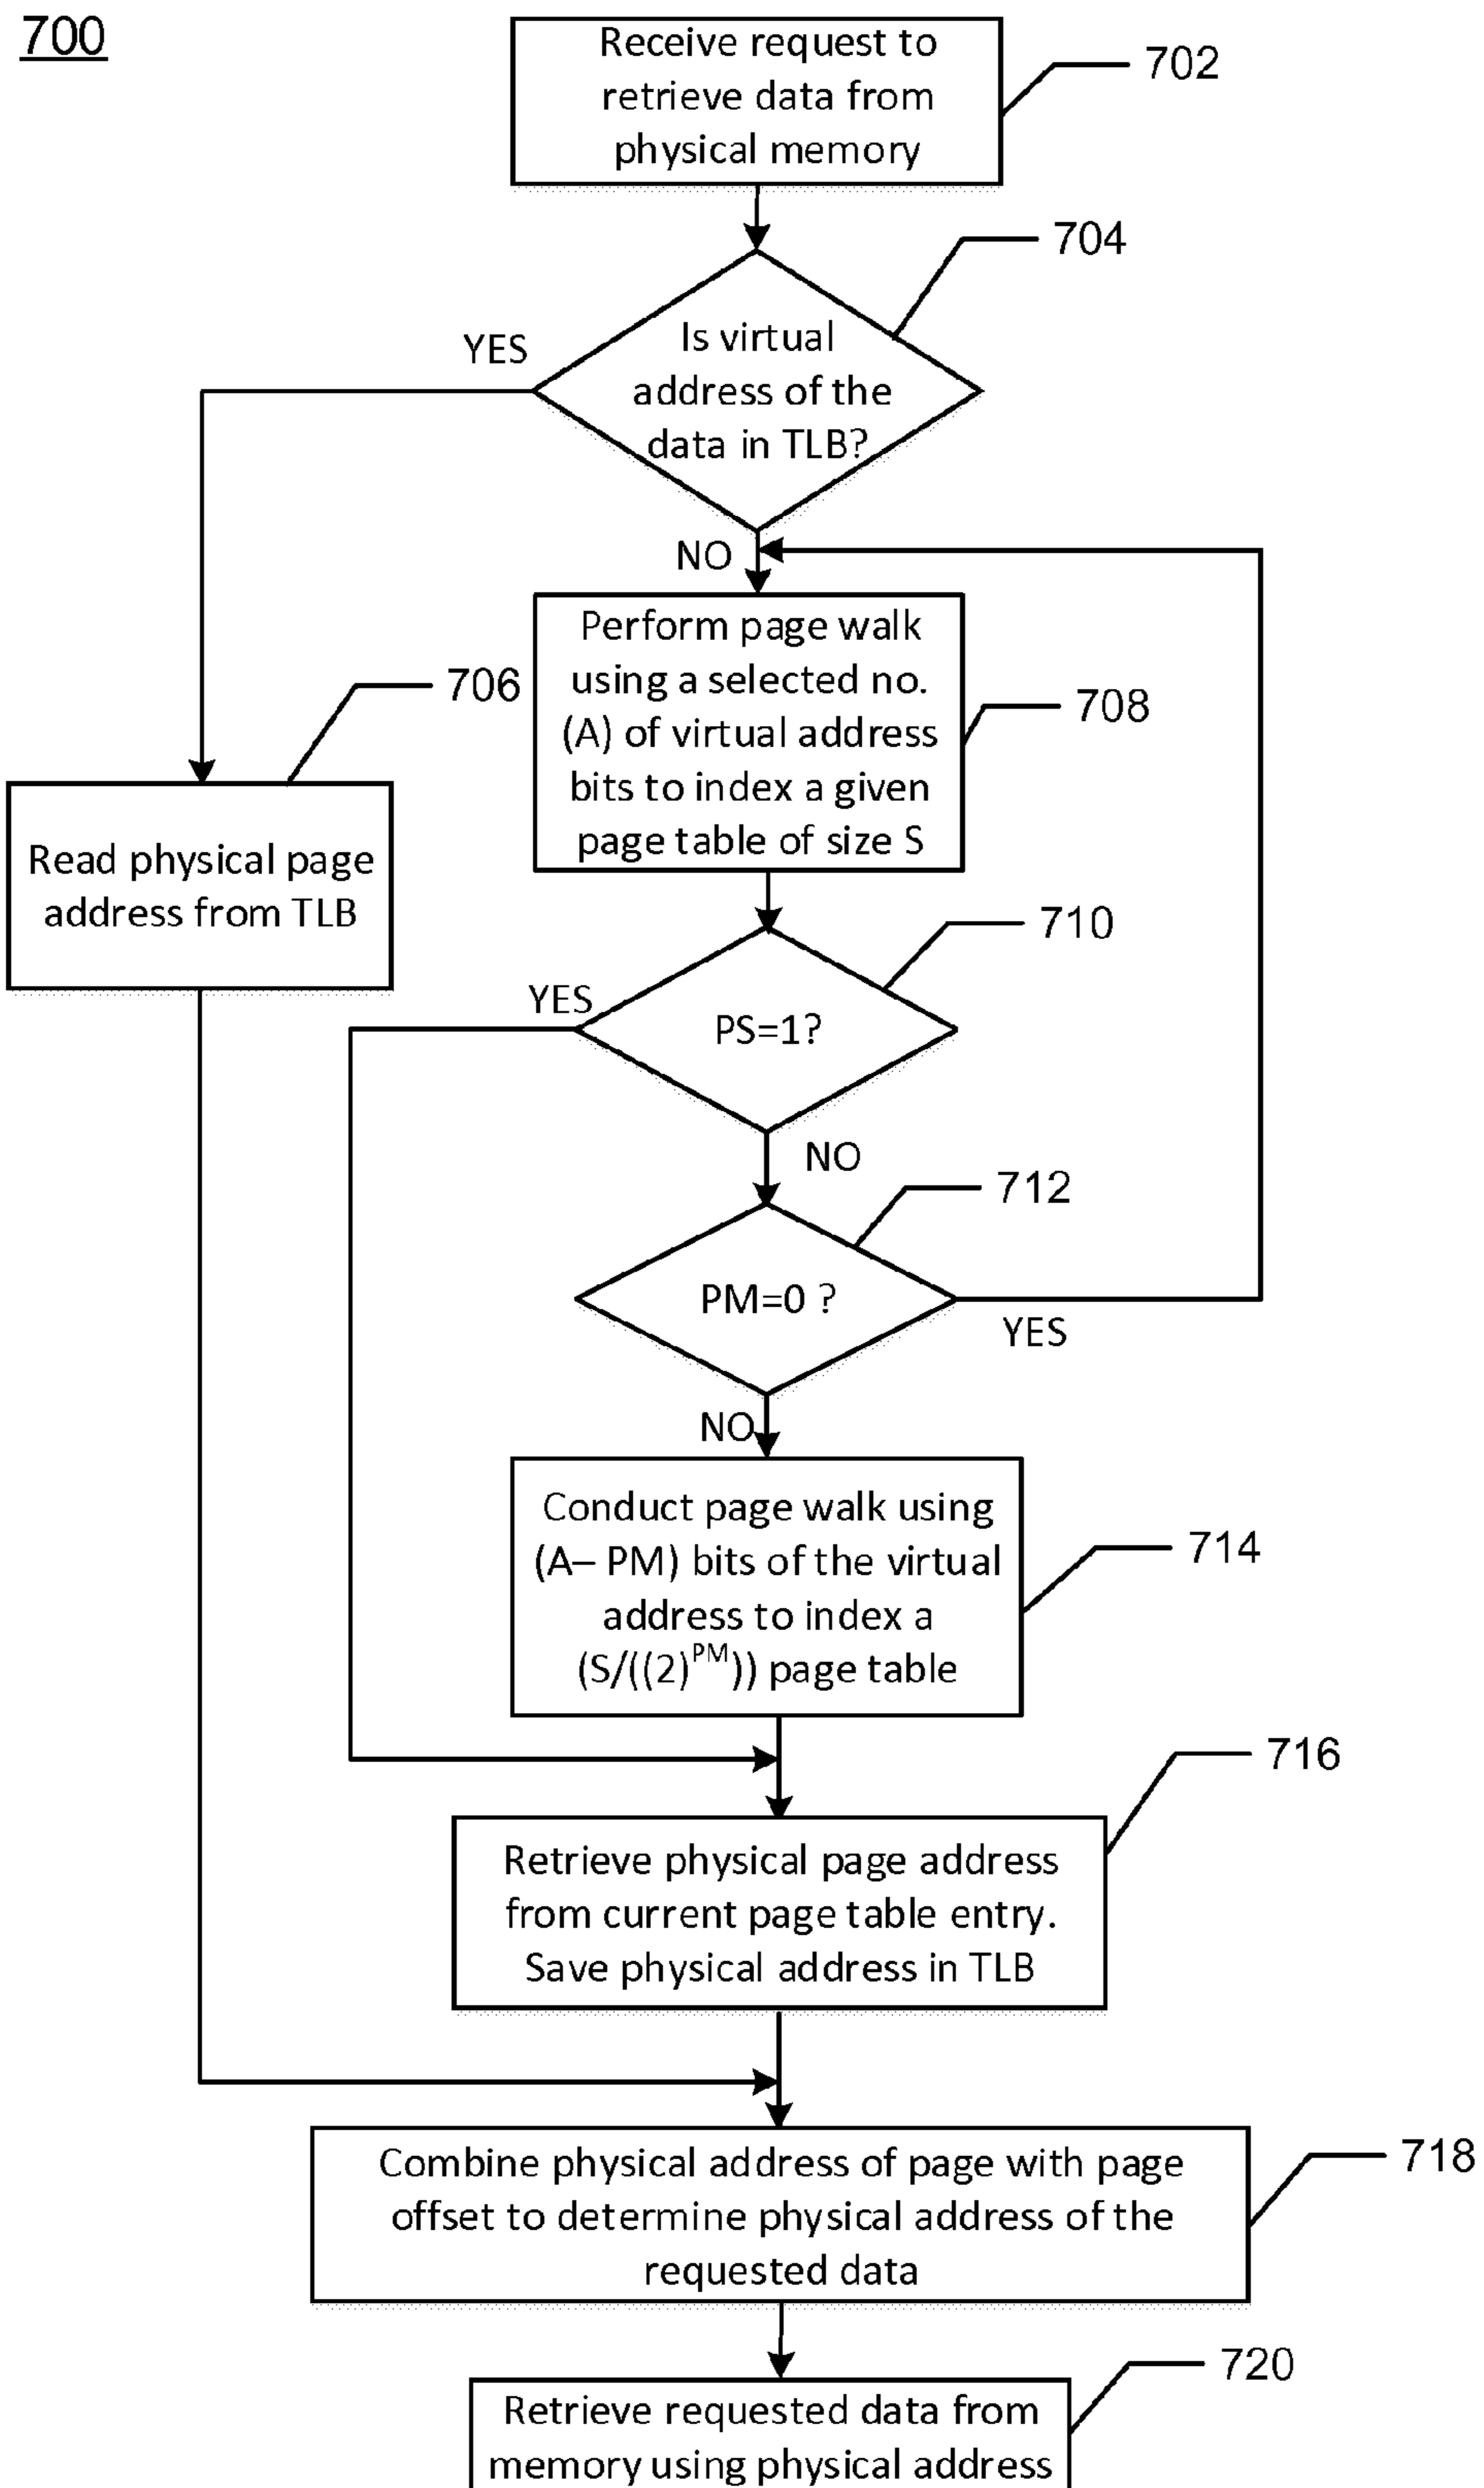 700
Receive request to
retrieve data from
physical memory
702
704
YES
Is virtual
address of the
data in TLB?
NO
Perform page walk
using a selected no.
(A) of virtual address
bits to index a given
page table of size S
708
706
Read physical page
address from TLB
710
YES
PS=1?
NO
712
PM=0 ?
YES
NO
Conduct page walk using
(A– PM) bits of the virtual
address to index a
(S/((2)^PM)) page table
714
716
Retrieve physical page address
from current page table entry.
Save physical address in TLB
Combine physical address of page with page
offset to determine physical address of the
requested data
718
720
Retrieve requested data from
memory using physical address